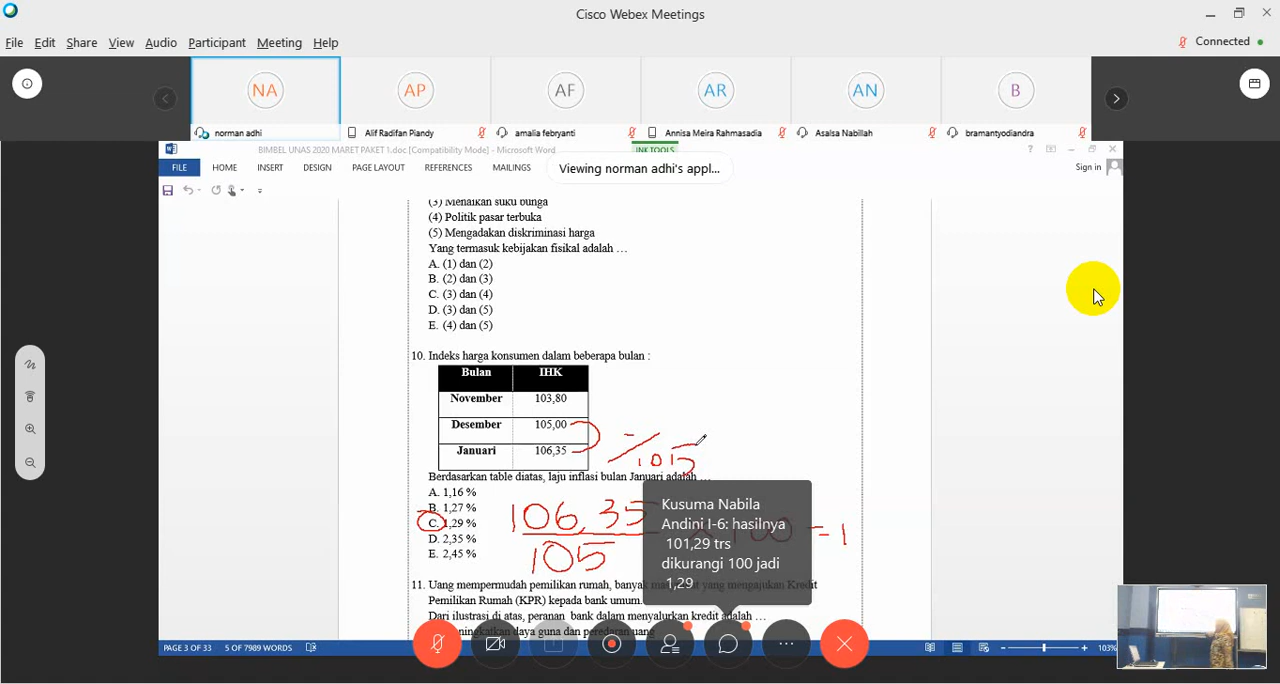 Cisco Webex Meetings
File Edit Share View Audio Participant Meeting Help
Connected
NA AP AF AR AN B
norman adhi Alif Radifan Piandy amalia febryanti Annisa Meira Rahmasadia Asalsa Nabillah bramantyodiandra
BIMBEL UNAS 2020 MARET PAKET 1.doc [Compatibility Mode] - Microsoft Word
INK TOOLS
FILE HOME INSERT DESIGN PAGE LAYOUT REFERENCES MAILINGS
Viewing norman adhi's appl...
Sign in
(3) Menaikan suku bunga
(4) Politik pasar terbuka
(5) Mengadakan diskriminasi harga
Yang termasuk kebijakan fisikal adalah …
A. (1) dan (2)
B. (2) dan (3)
C. (3) dan (4)
D. (3) dan (5)
E. (4) dan (5)
10. Indeks harga konsumen dalam beberapa bulan :
Bulan IHK
November 103,80
Desember 105,00
Januari 106,35
105
Berdasarkan table diatas, laju inflasi bulan Januari adalah …
A. 1,16 %
B. 1,27 %
C. 1,29 %
D. 2,35 %
E. 2,45 %
106,35
105
100 = 1
Kusuma Nabila
Andini I-6: hasilnya
101,29 trs
dikurangi 100 jadi
1,29
11. Uang mempermudah pemilikan rumah, banyak yang mengajukan Kredit
Pemilikan Rumah (KPR) kepada bank umum.
Dari ilustrasi di atas, peranan bank dalam menyalurkan kredit adalah …
daya guna dan peredaran uang
PAGE 3 OF 33 5 OF 7989 WORDS
103%